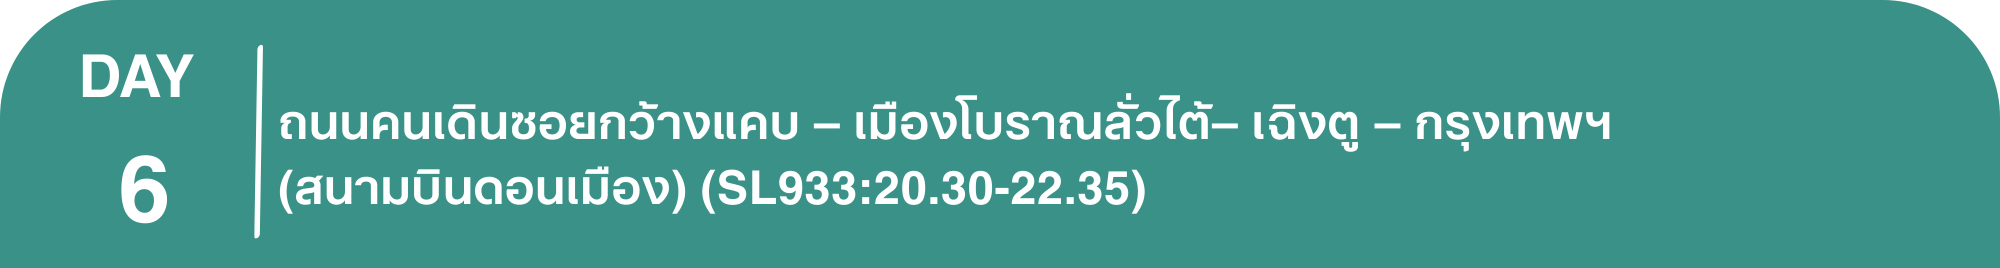 DAY
6
ถนนคนเดินซอยกว้างแคบ – เมืองโบราณลั่วไต้– เฉิงตู – กรุงเทพฯ
(สนามบินดอนเมือง) (SL933:20.30-22.35)